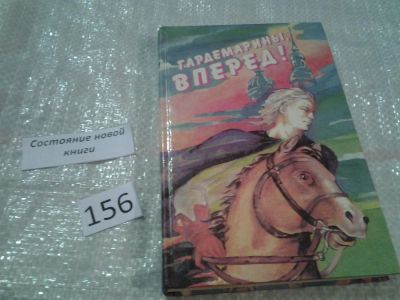 ГАРДЕМАРИНЫ,
ВПЕРЕД!
Состояние новой
книги
156